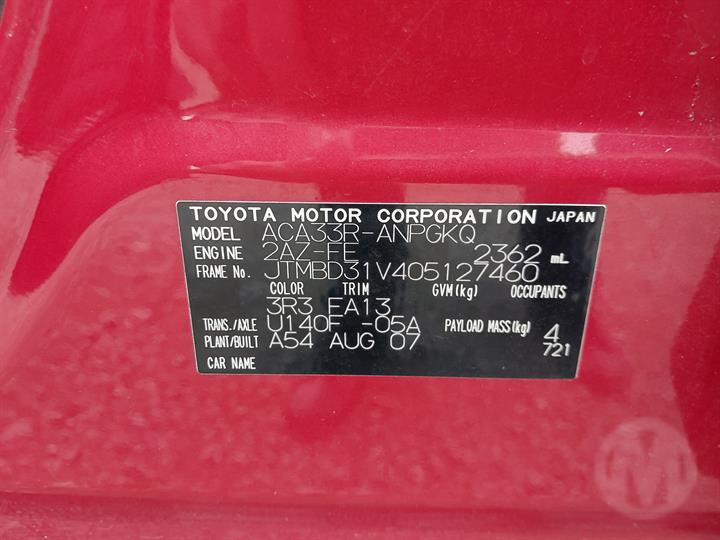 TOYOTA MOTOR CORPORATION JAPAN
MODEL ACA33R-ANPGKQ
ENGINE 2AZ-FE 2362 mL
FRAME No. JTMBD31V405127460
COLOR TRIM GVM(kg) OCCUPANTS
3R3 FA13
TRANS./AXLE U140F -05A PAYLOAD MASS(kg) 4
PLANT/BUILT A54 AUG 07 721
CAR NAME
M